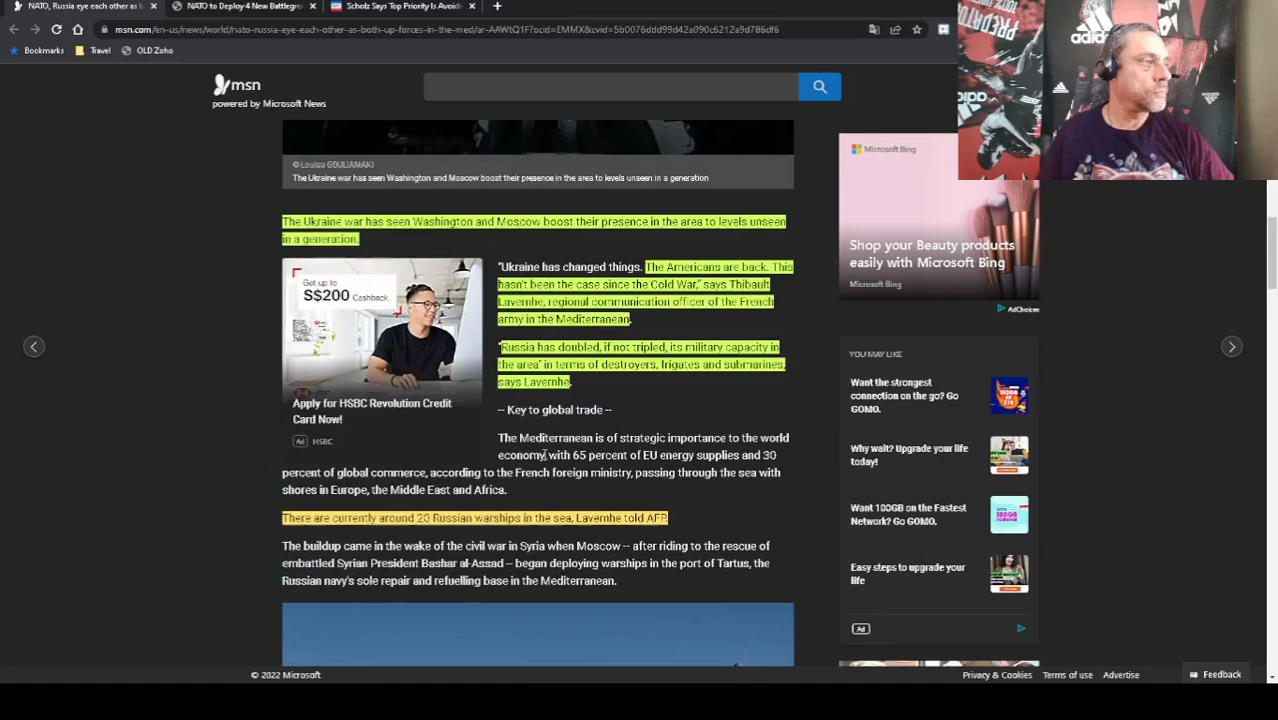 NATO, Russia eye each other as b
NATO to Deploy 4 New Battlegro
Scholz Says Top Priority Is Avoidi
msn.com/en-us/news/world/nato-russia-eye-each-other-as-both-up-forces-in-the-med/ar-AAWtQ1F?ocid=EMMX&cvid=5b0076ddd99d42a090c6212a9d786df6
Bookmarks
Travel
OLD Zoho
msn
powered by Microsoft News
© Louisa GOULIAMAKI
The Ukraine war has seen Washington and Moscow boost their presence in the area to levels unseen in a generation
The Ukraine war has seen Washington and Moscow boost their presence in the area to levels unseen
in a generation.
Get up to
S$200 Cashback.
Apply for HSBC Revolution Credit
Card Now!
Ad HSBC
"Ukraine has changed things. The Americans are back. This
hasn't been the case since the Cold War," says Thibault
Lavernhe, regional communication officer of the French
army in the Mediterranean.
"Russia has doubled, if not tripled, its military capacity in
the area" in terms of destroyers, frigates and submarines,
says Lavernhe.
-- Key to global trade --
The Mediterranean is of strategic importance to the world
economy, with 65 percent of EU energy supplies and 30
percent of global commerce, according to the French foreign ministry, passing through the sea with
shores in Europe, the Middle East and Africa.
There are currently around 20 Russian warships in the sea, Lavernhe told AFP.
The buildup came in the wake of the civil war in Syria when Moscow -- after riding to the rescue of
embattled Syrian President Bashar al-Assad -- began deploying warships in the port of Tartus, the
Russian navy's sole repair and refuelling base in the Mediterranean.
Microsoft Bing
Shop your Beauty products
easily with Microsoft Bing
Microsoft Bing
AdChoices
YOU MAY LIKE
Want the strongest
connection on the go? Go
GOMO.
Why wait? Upgrade your life
today!
Want 100GB on the Fastest
Network? Go GOMO.
Easy steps to upgrade your
life
Ad
© 2022 Microsoft
Privacy & Cookies
Terms of use
Advertise
Feedback
PREDATOR
adidas